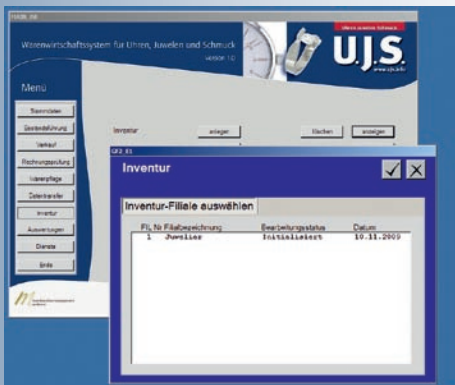 Warenwirtschaftssystem für Uhren, Juwelen und Schmuck
Version 1.0
U.J.S.
Menü
Stammdaten
Bestandsführung
Verkauf
Rechnungsprüfung
Warenpflege
Datentransfer
Inventur
Auswertungen
Dienste
Ende
Inventur anlegen löschen anzeigen
Inventur
Inventur-Filiale auswählen
Fil. Nr Filialbezeichnung Bearbeitungsstatus Datum
1 Juwelier Initialisiert 10.11.2009